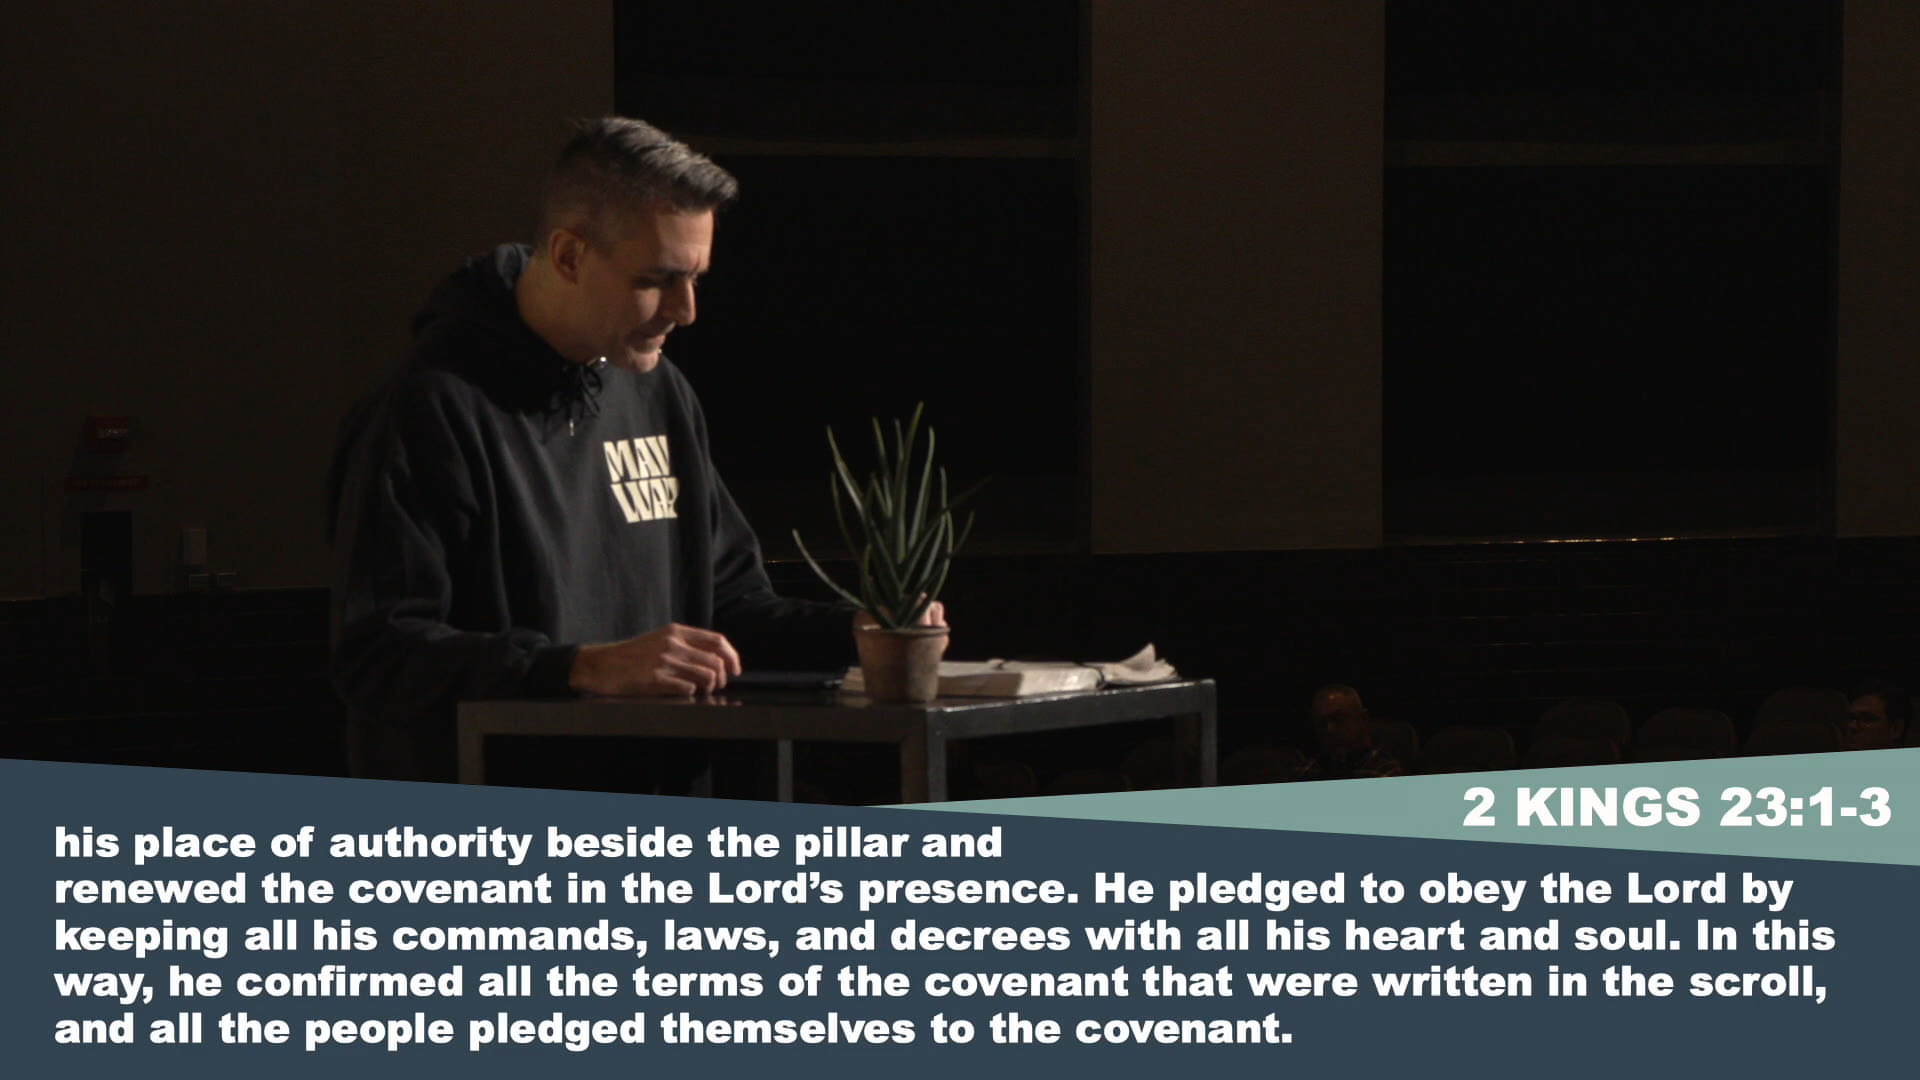 MAV
WAY
2 KINGS 23:1-3
his place of authority beside the pillar and
renewed the covenant in the Lord’s presence. He pledged to obey the Lord by
keeping all his commands, laws, and decrees with all his heart and soul. In this
way, he confirmed all the terms of the covenant that were written in the scroll,
and all the people pledged themselves to the covenant.